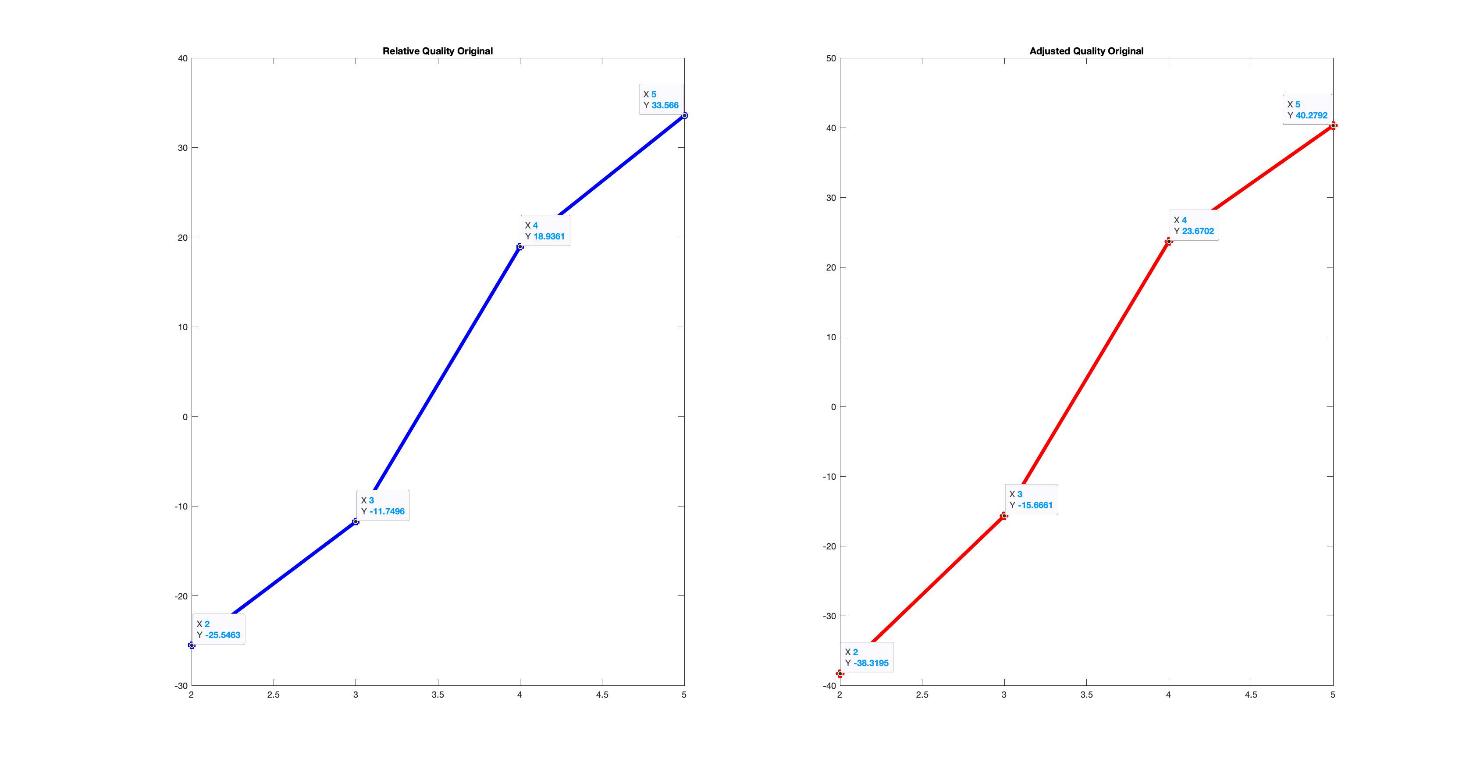 Relative Quality Original
40
30
20
10
0
-10
-20
-30
2
2.5
3
3.5
4
4.5
5
X 5
Y 33.566
X 4
Y 18.9361
X 3
Y -11.7496
X 2
Y -25.5463
Adjusted Quality Original
50
40
30
20
10
0
-10
-20
-30
-40
2
2.5
3
3.5
4
4.5
5
X 5
Y 40.2792
X 4
Y 23.6702
X 3
Y -15.6661
X 2
Y -38.3195